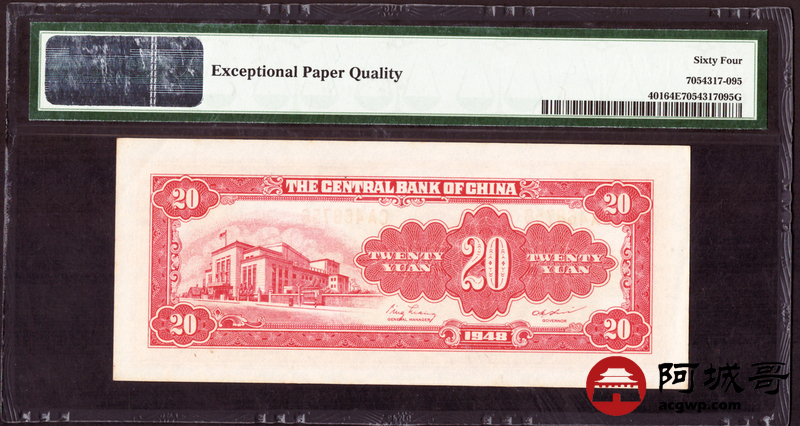 Exceptional Paper Quality
Sixty Four
7054317-095
40164E7054317095G
THE CENTRAL BANK OF CHINA
20
20
TWENTY
YUAN
20
TWENTY
YUAN
20
GENERAL MANAGER
GOVERNOR
20
1948
阿城哥
acgwp.com